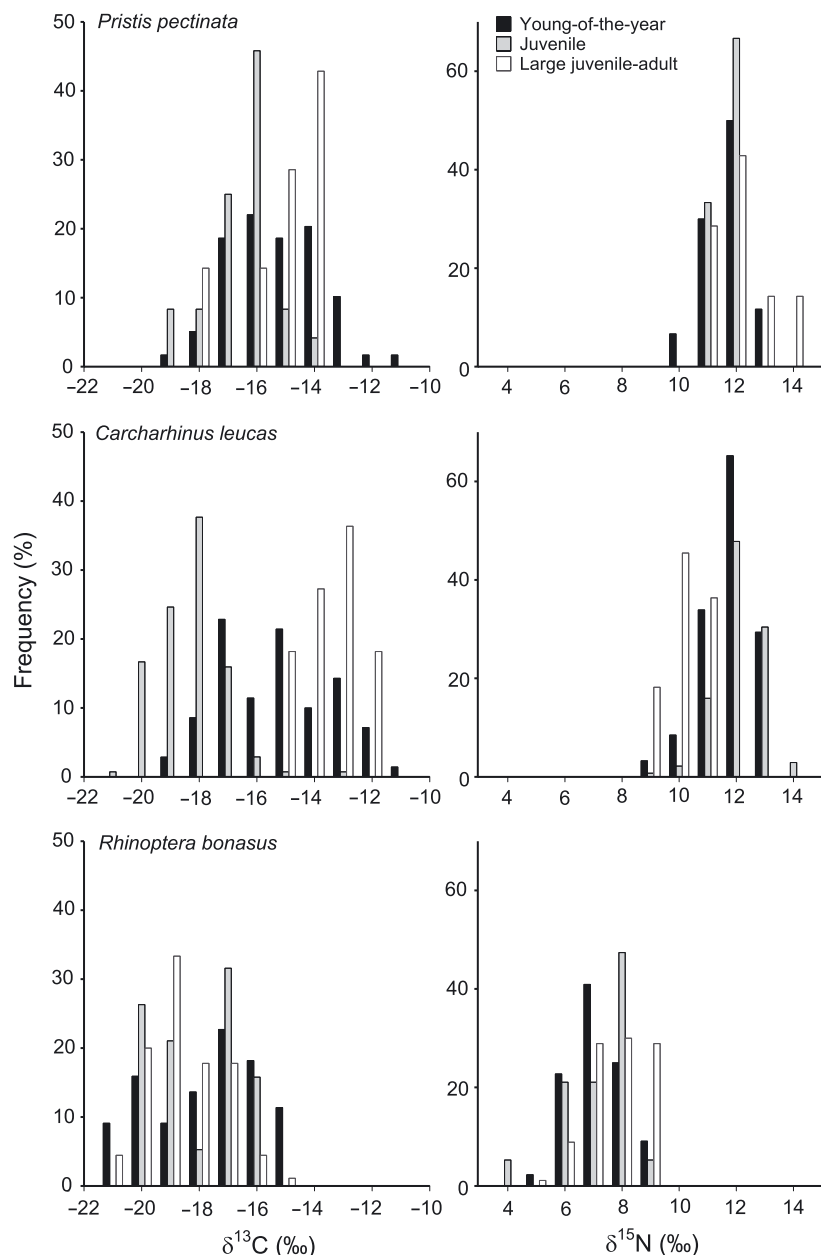 Pristis pectinata
50
40
30
20
10
0
−22 −20 −18 −16 −14 −12 −10
Young-of-the-year
Juvenile
Large juvenile-adult
60
40
20
0
4 6 8 10 12 14
Carcharhinus leucas
50
40
30
20
10
0
−22 −20 −18 −16 −14 −12 −10
60
40
20
0
4 6 8 10 12 14
Frequency (%)
Rhinoptera bonasus
50
40
30
20
10
0
−22 −20 −18 −16 −14 −12 −10
δ¹³C (‰)
60
40
20
0
4 6 8 10 12 14
δ¹⁵N (‰)